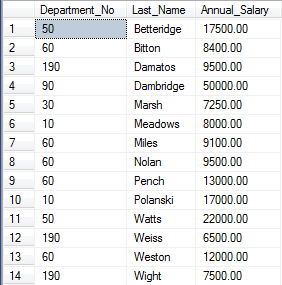 Department_No Last_Name Annual_Salary
1 50 Betteridge 17500.00
2 60 Bitton 8400.00
3 190 Damatos 9500.00
4 90 Dambridge 50000.00
5 30 Marsh 7250.00
6 10 Meadows 8000.00
7 60 Miles 9100.00
8 60 Nolan 9500.00
9 60 Pench 13000.00
10 10 Polanski 17000.00
11 50 Watts 22000.00
12 190 Weiss 6500.00
13 60 Weston 12000.00
14 190 Wight 7500.00